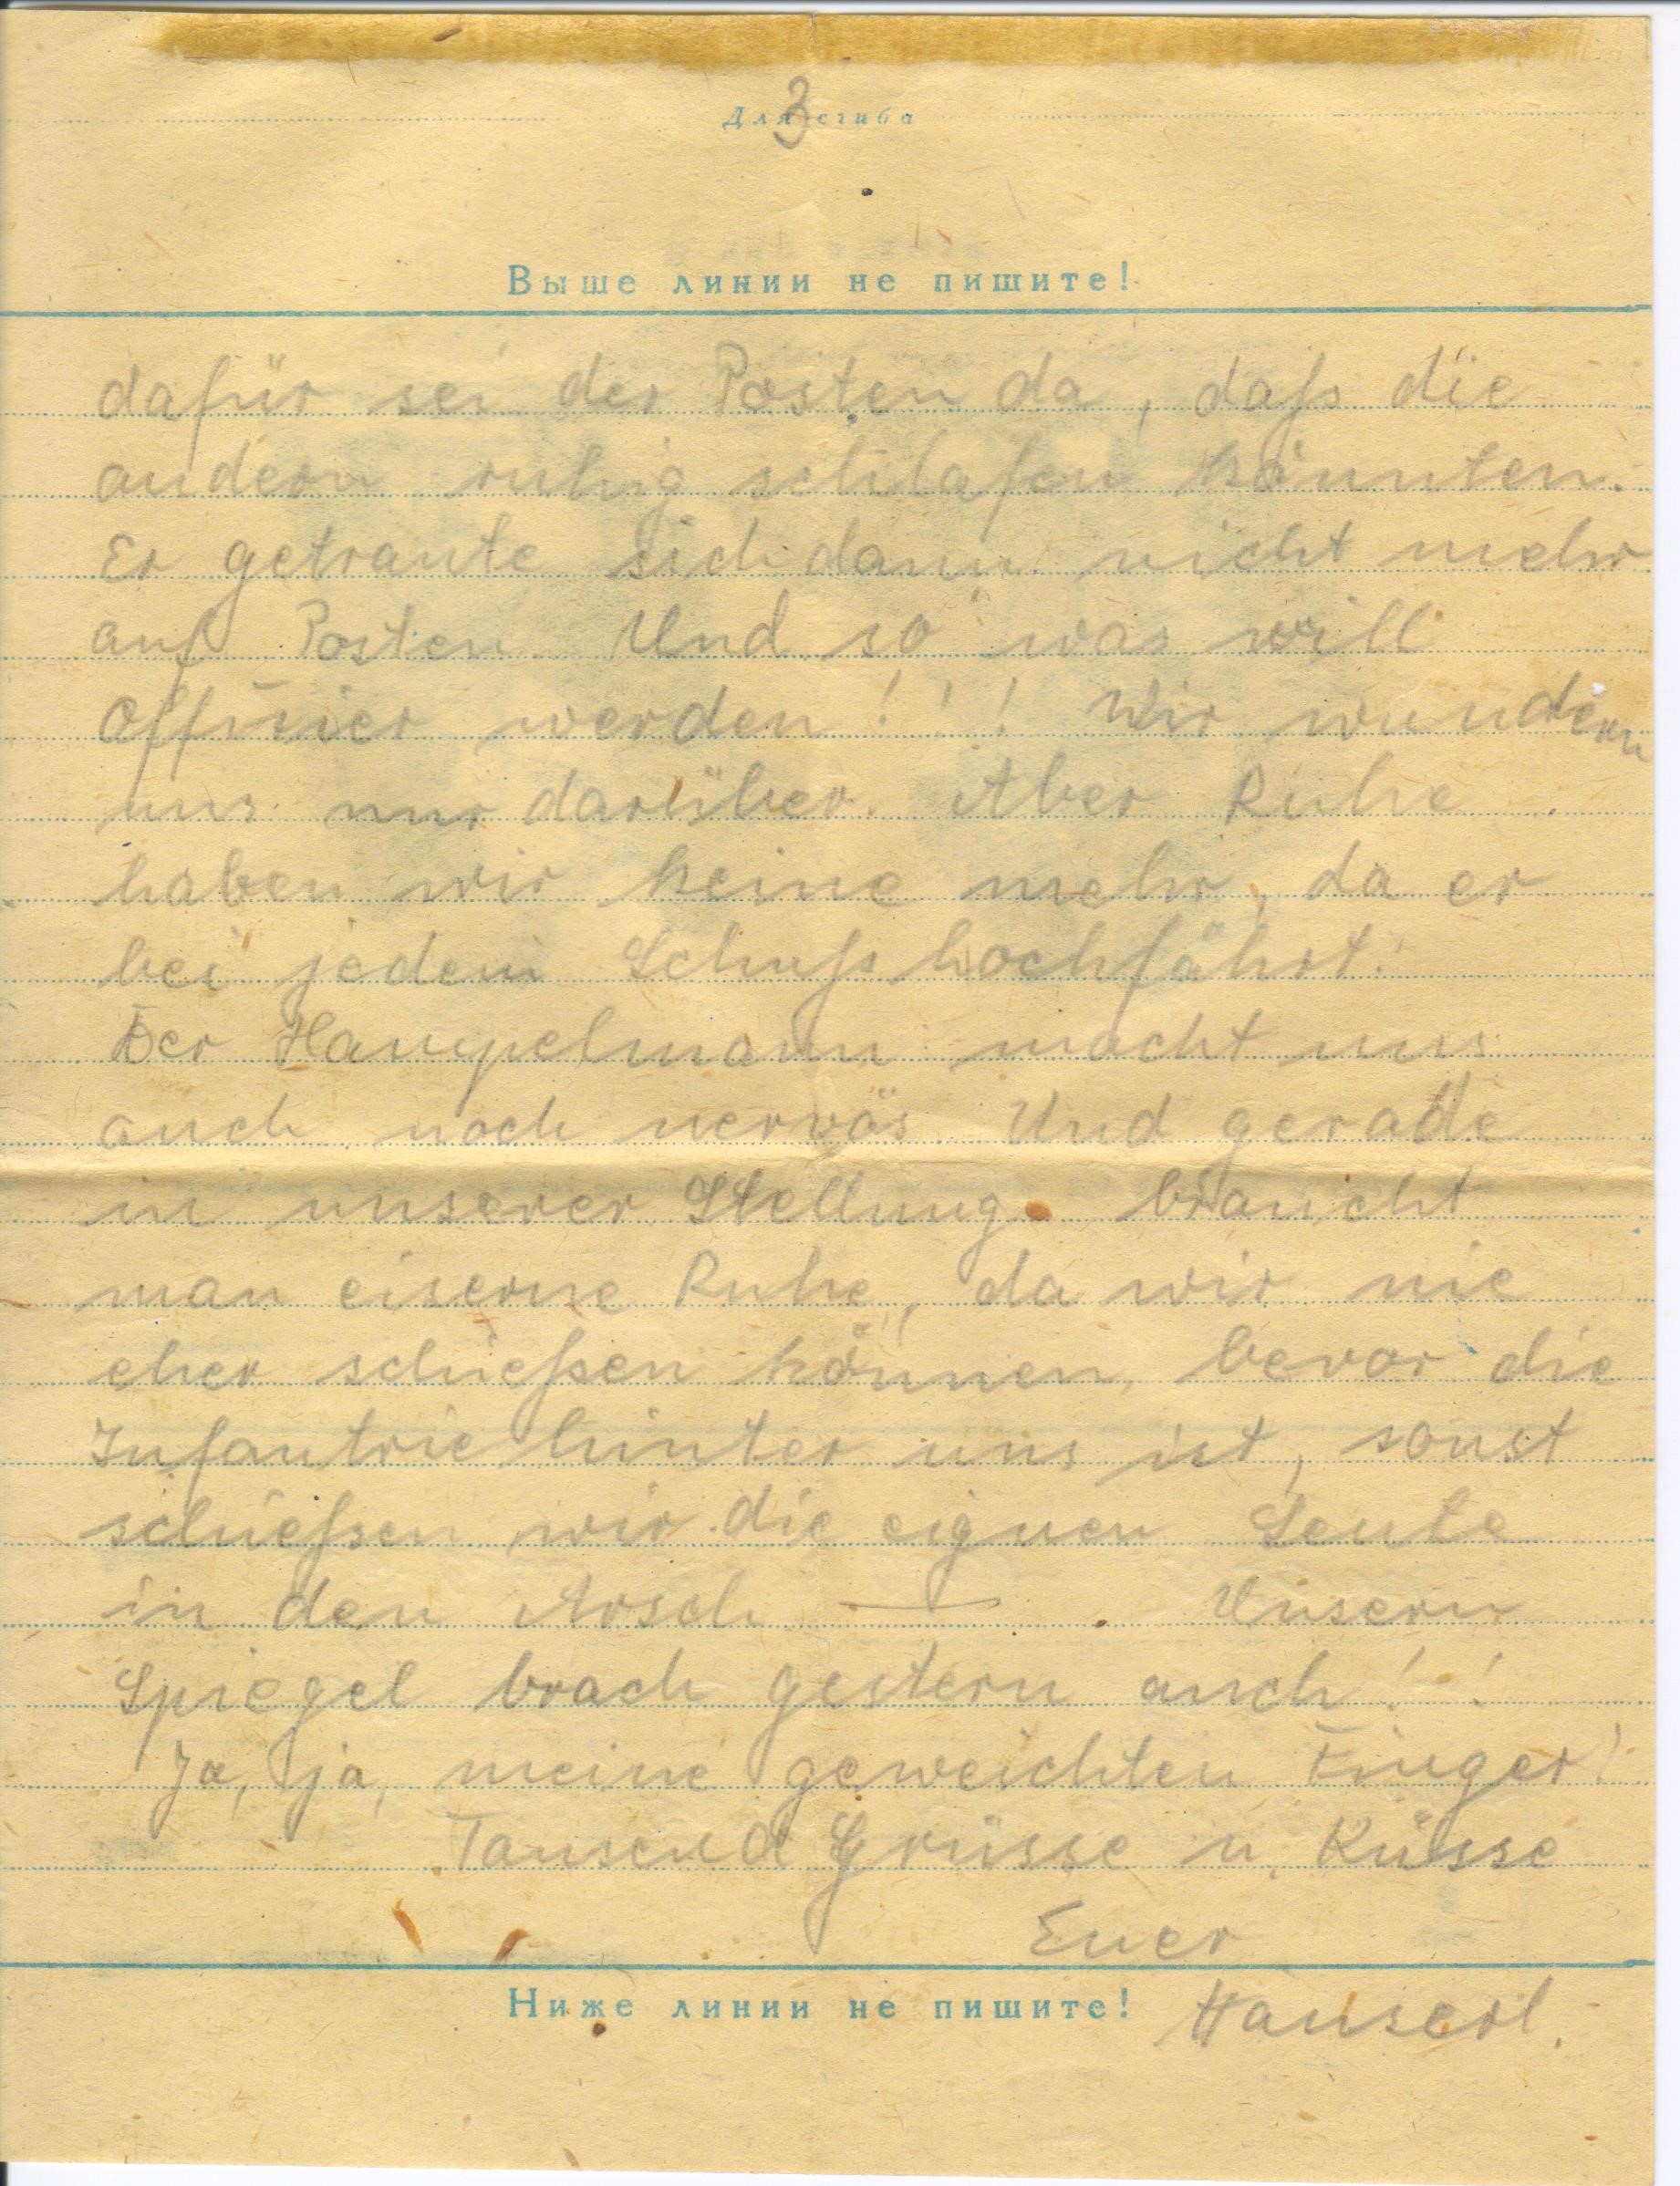 Для сгиба
3
Выше линии не пишите!
dafür sei der Posten da, daß die
andern ruhig schlafen könnten.
Er getraute sich dann nicht mehr
auf Posten. Und so was will
Offizier werden! ! ! Wir wundern
uns nur darüber. Aber Ruhe
haben wir keine mehr, da er
bei jedem Schuß hochfährt.
Der Hampelmann macht uns
auch noch nervös. Und gerade
in unserer Stellung braucht
man eiserne Ruhe, da wir nie
eher schießen können, bevor die
Infantrie hinter uns ist, sonst
schießen wir die eignen Leute
in den Arsch — . Unsern
Spiegel brach gestern auch! !
Ja, ja, meine geweichten Finger!
Tausend Grüsse u. Küsse
Euer
Ниже линии не пишите!
Hanserl.